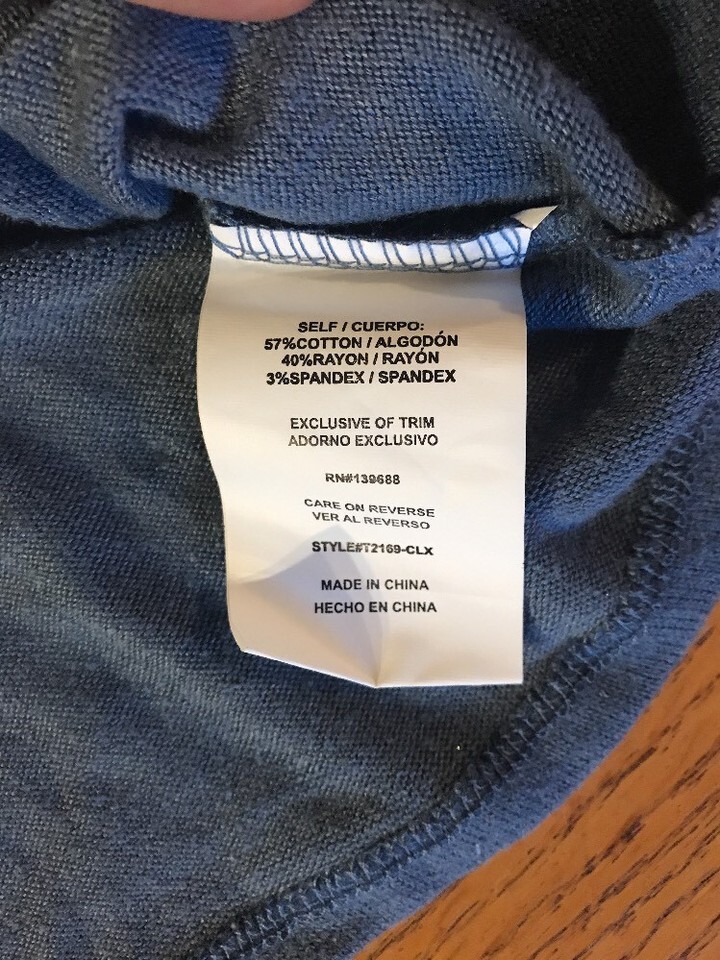 SELF / CUERPO:
57%COTTON / ALGODÓN
40%RAYON / RAYÓN
3%SPANDEX / SPANDEX
EXCLUSIVE OF TRIM
ADORNO EXCLUSIVO
RN#139688
CARE ON REVERSE
VER AL REVERSO
STYLE#T2169-CLX
MADE IN CHINA
HECHO EN CHINA